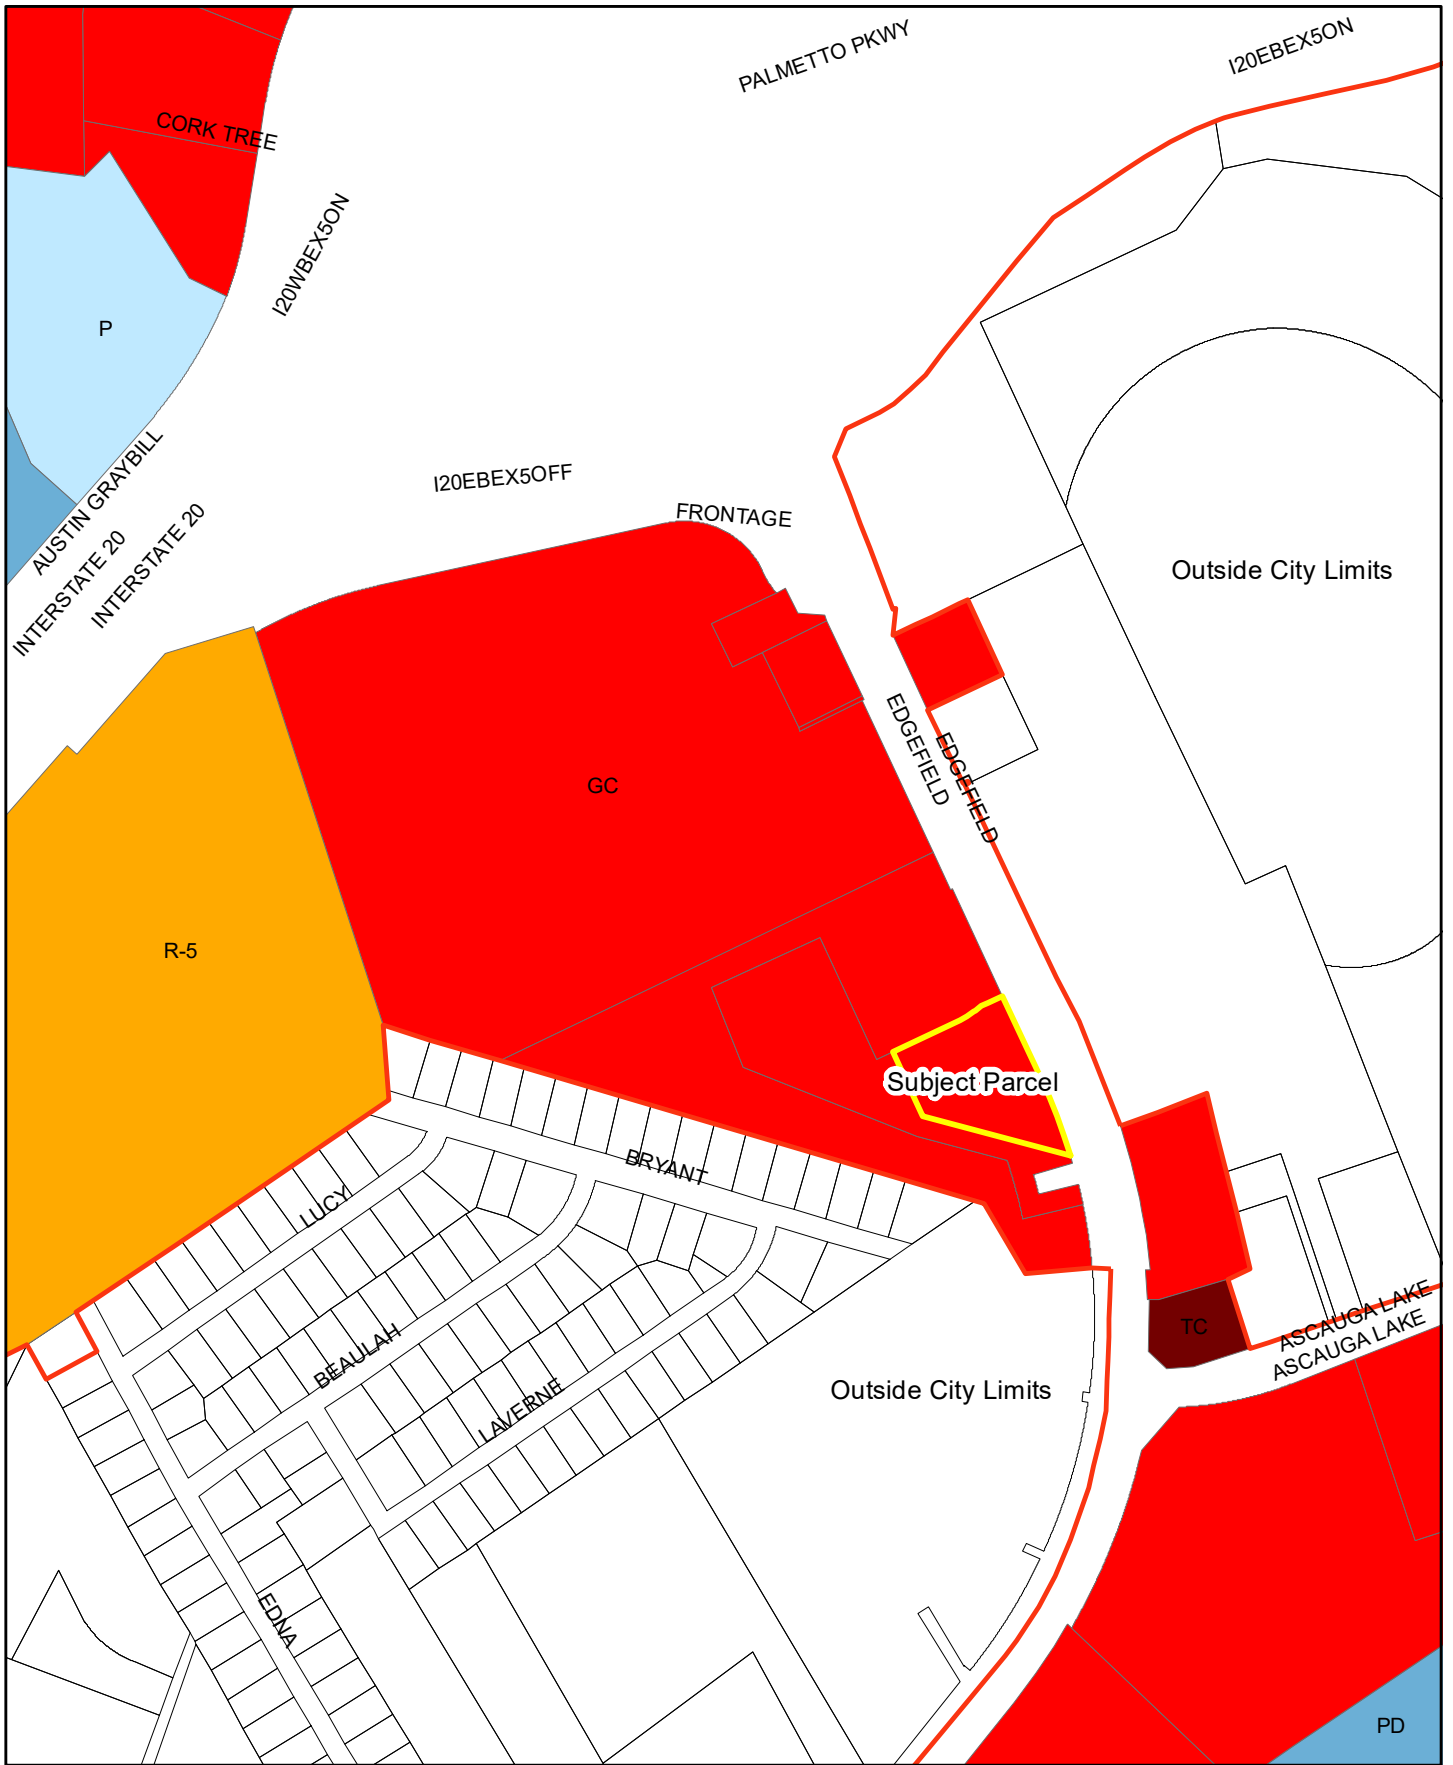 PALMETTO PKWY
I20EBEX5ON
CORK TREE
I20WBEX5ON
P
AUSTIN GRAYBILL
I20EBEX5OFF
FRONTAGE
INTERSTATE 20
INTERSTATE 20
Outside City Limits
EDGEFIELD
EDGEFIELD
GC
R-5
Subject Parcel
BRYANT
LUCY
BEAULAH
LAVERNE
TC
ASCAUGA LAKE
ASCAUGA LAKE
Outside City Limits
EDNA
PD